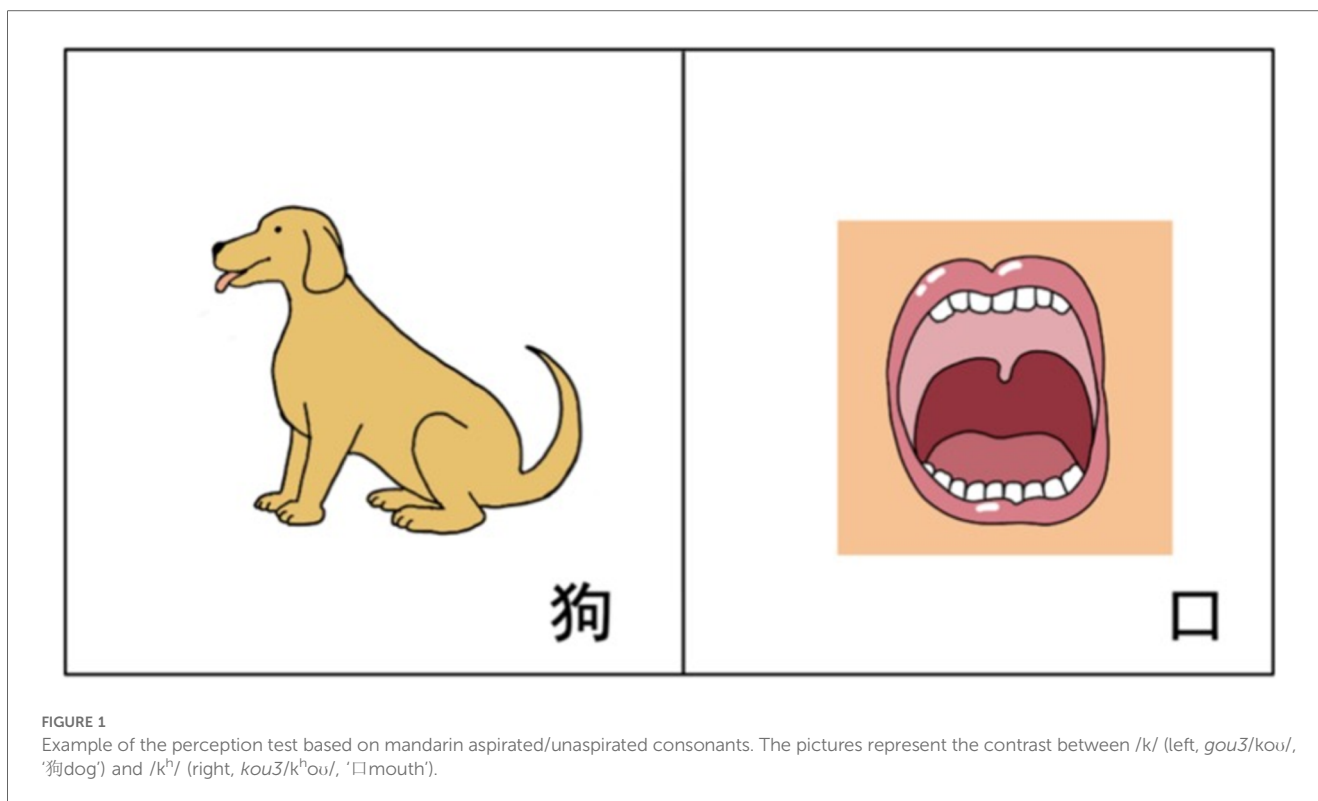 狗
口
FIGURE 1
Example of the perception test based on mandarin aspirated/unaspirated consonants. The pictures represent the contrast between /k/ (left, gou3/koʊ/,
‘狗dog’) and /kʰ/ (right, kou3/kʰoʊ/, ‘口mouth’).